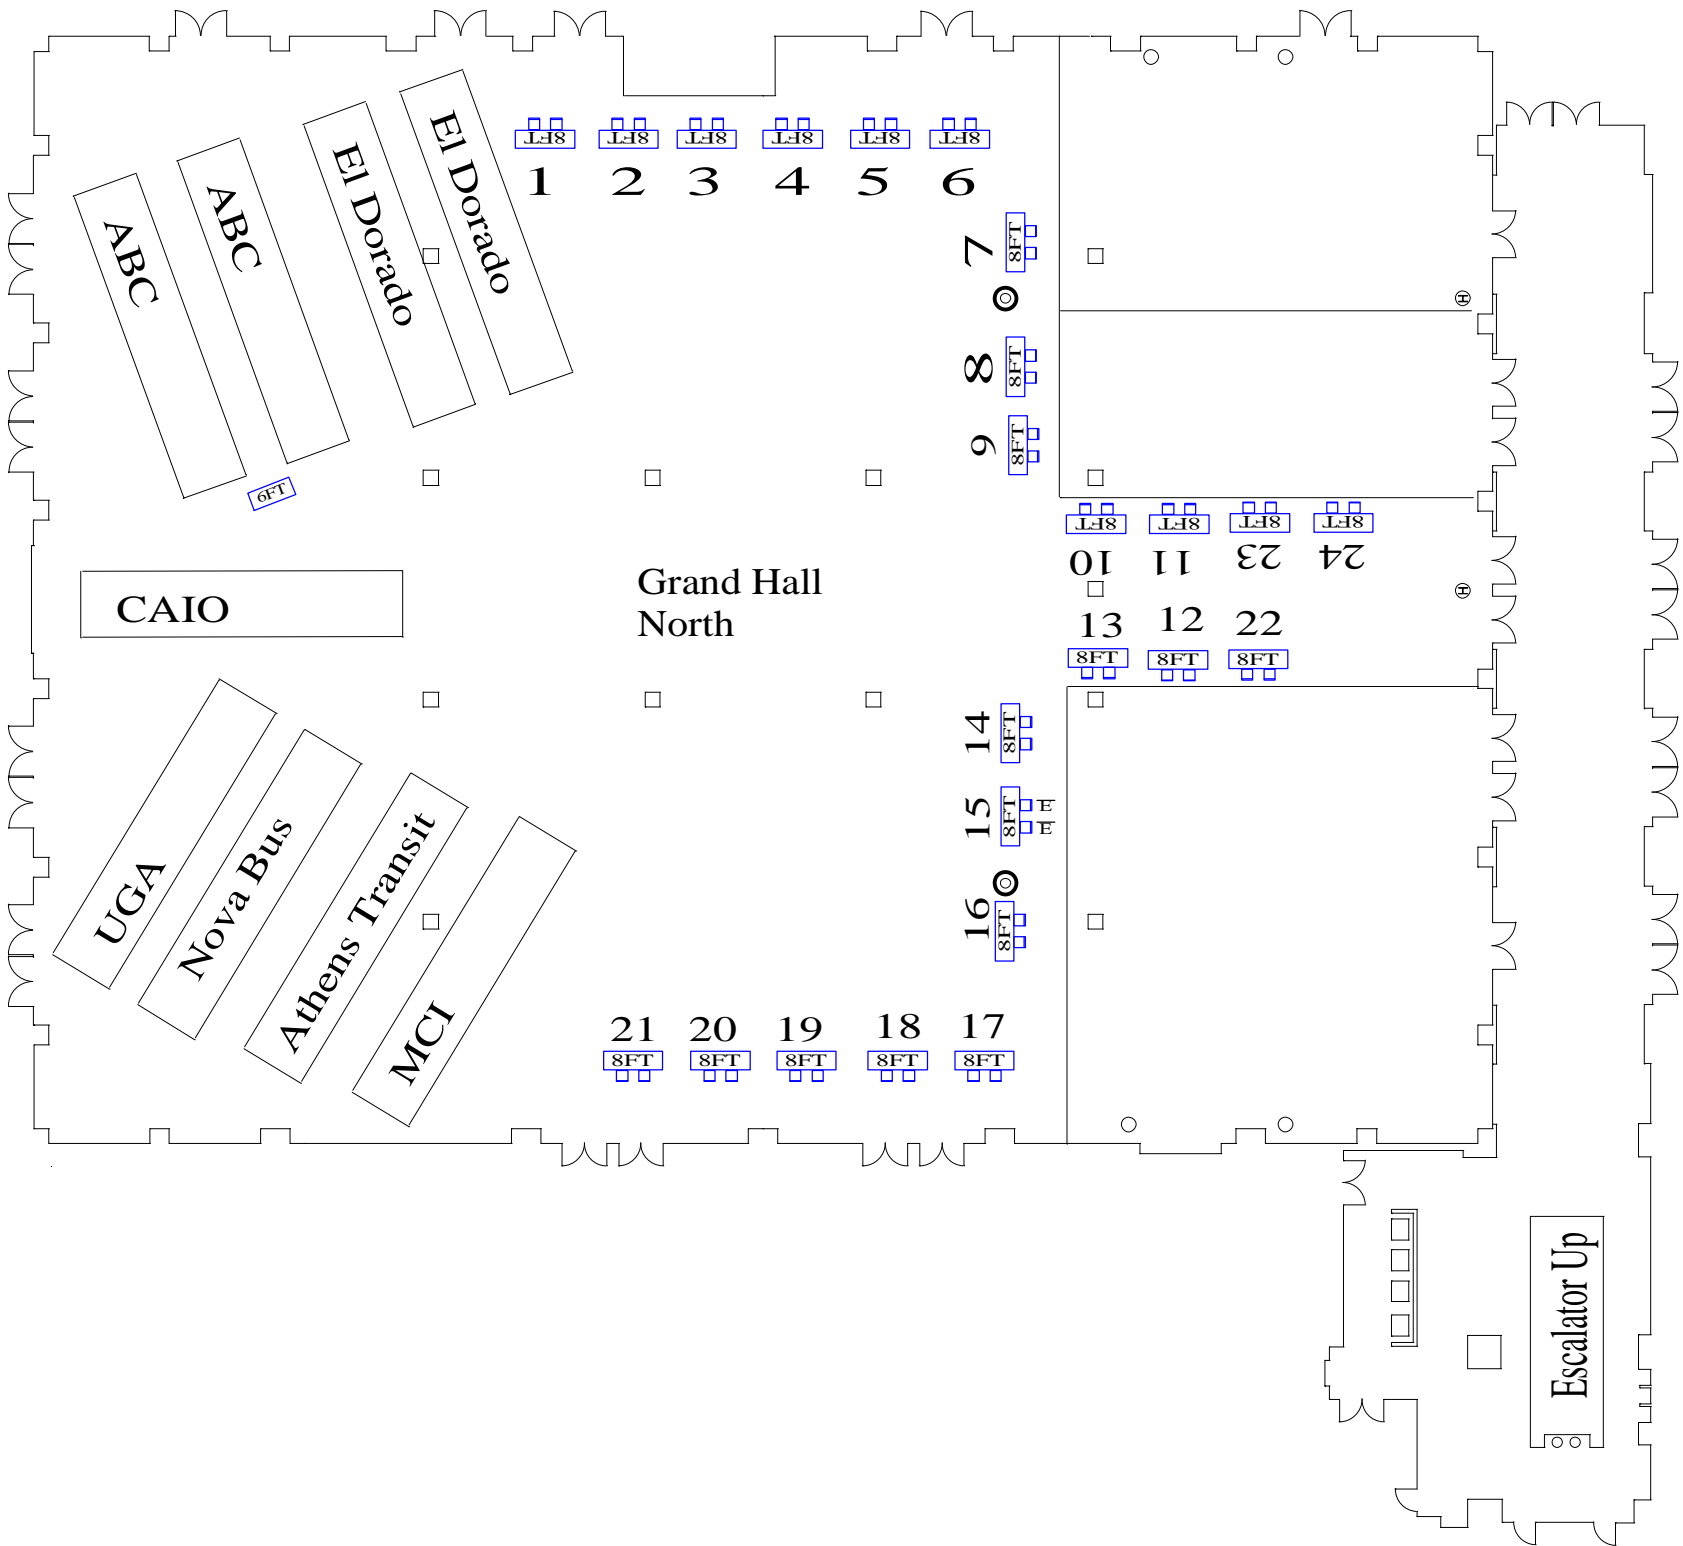 8FT
8FT
8FT
8FT
8FT
8FT
1
2
3
4
5
6
El Dorado
El Dorado
ABC
ABC
7
8FT
H
8
8FT
9
8FT
6FT
8FT
8FT
8FT
8FT
10
11
23
24
Grand Hall
North
CAIO
H
13
12
22
8FT
8FT
8FT
14
8FT
15
8FT
E
E
16
8FT
UGA
Nova Bus
Athens Transit
MCI
21
20
19
18
17
8FT
8FT
8FT
8FT
8FT
Escalator Up